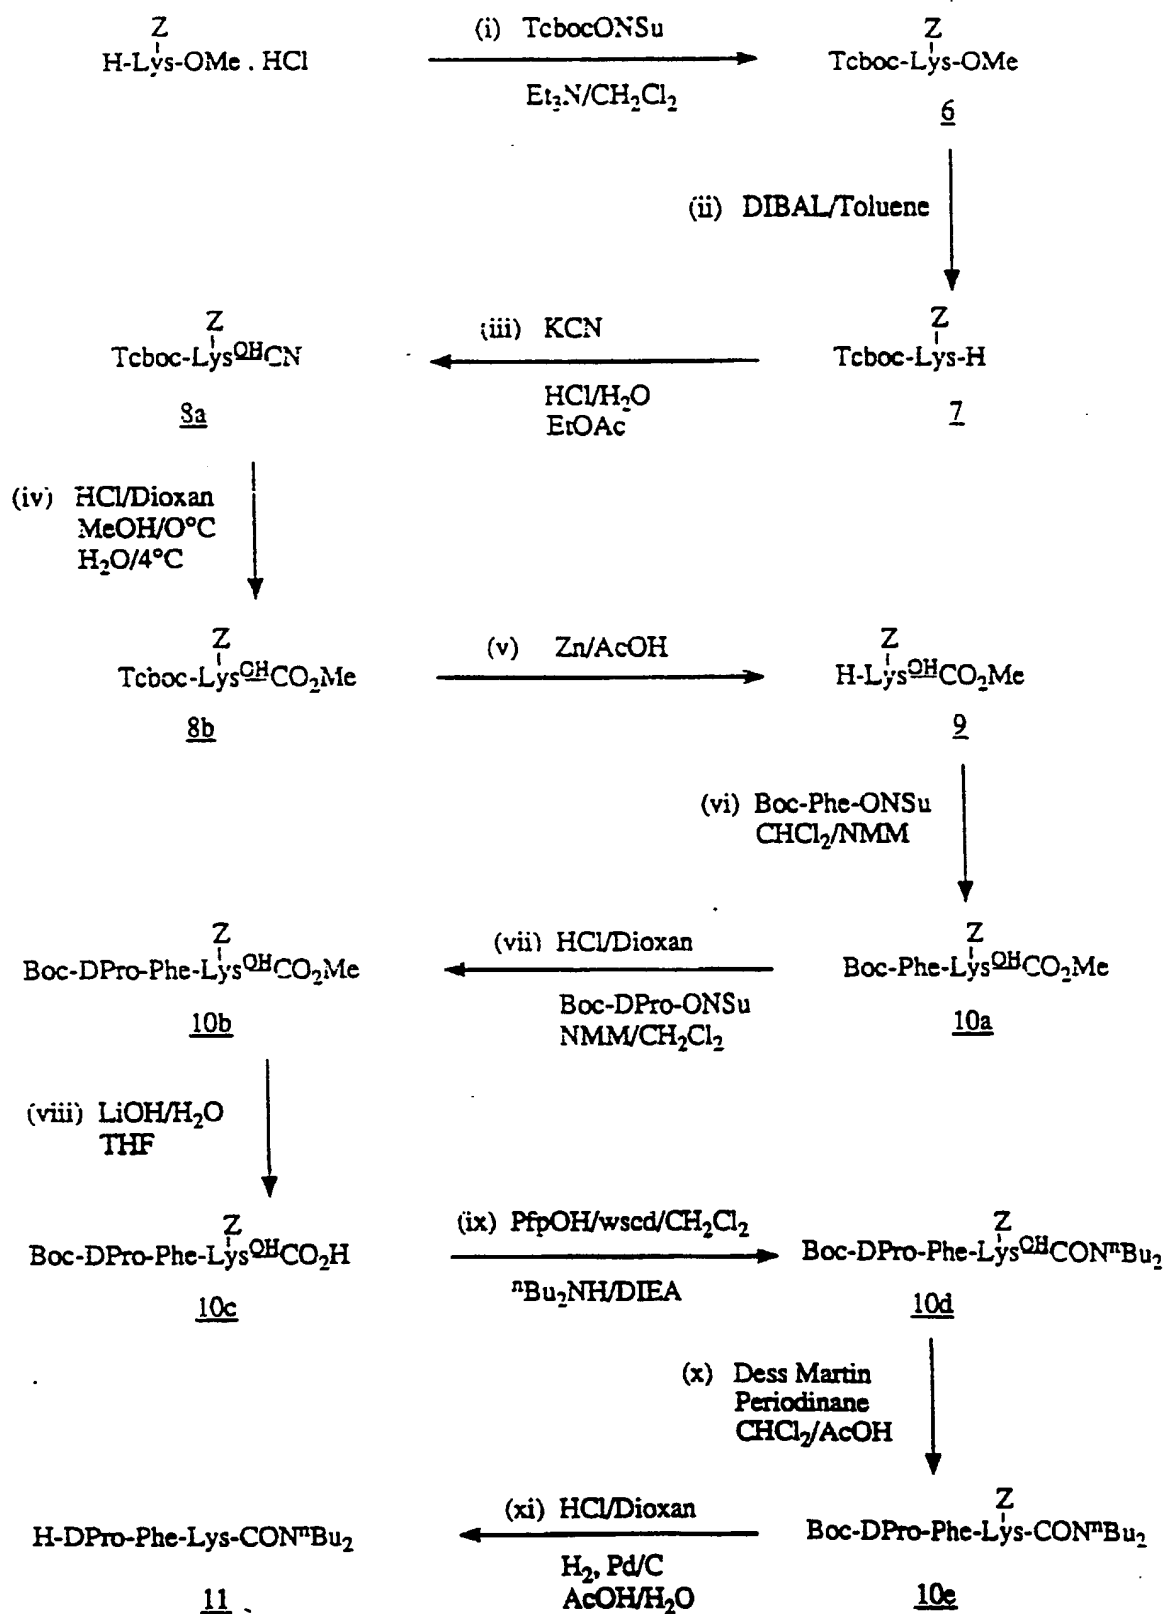 Z
H-Lys-OMe . HCl
(i) TcbocONSu
Et₃N/CH₂Cl₂
Z
Tcboc-Lys-OMe
6
(ii) DIBAL/Toluene
Z
Tcboc-Lys-H
7
(iii) KCN
HCl/H₂O
EtOAc
Z
Tcboc-LysOHCN
8a
(iv) HCl/Dioxan
MeOH/O°C
H₂O/4°C
Z
Tcboc-LysOHCO₂Me
8b
(v) Zn/AcOH
Z
H-LysOHCO₂Me
9
(vi) Boc-Phe-ONSu
CHCl₂/NMM
Z
Boc-Phe-LysOHCO₂Me
10a
(vii) HCl/Dioxan
Boc-DPro-ONSu
NMM/CH₂Cl₂
Z
Boc-DPro-Phe-LysOHCO₂Me
10b
(viii) LiOH/H₂O
THF
Z
Boc-DPro-Phe-LysOHCO₂H
10c
(ix) PfpOH/wscd/CH₂Cl₂
ⁿBu₂NH/DIEA
Z
Boc-DPro-Phe-LysOHCONⁿBu₂
10d
(x) Dess Martin
Periodinane
CHCl₂/AcOH
Z
Boc-DPro-Phe-Lys-CONⁿBu₂
10e
(xi) HCl/Dioxan
H₂, Pd/C
AcOH/H₂O
H-DPro-Phe-Lys-CONⁿBu₂
11